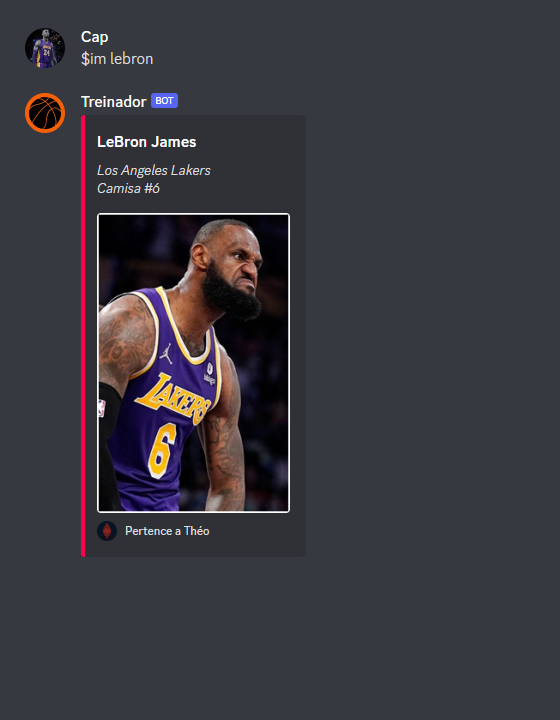 Cap
$im lebron
Treinador BOT
LeBron James
Los Angeles Lakers
Camisa #6
LAKERS
6
Pertence a Théo